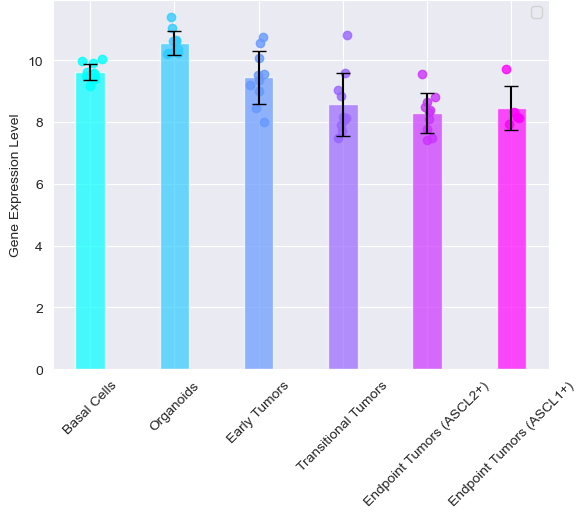 Gene Expression Level
10
8
6
4
2
0
Basal Cells
Organoids
Early Tumors
Transitional Tumors
Endpoint Tumors (ASCL2+)
Endpoint Tumors (ASCL1+)